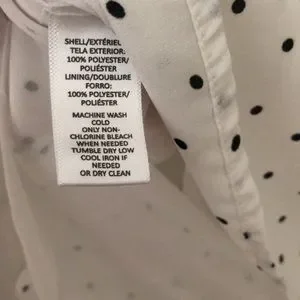 SHELL/EXTÉRIEL
TELA EXTERIOR:
100% POLYESTER/
POLIÉSTER
LINING/DOUBLURE
FORRO:
100% POLYESTER/
POLIÉSTER
MACHINE WASH
COLD
ONLY NON-
CHLORINE BLEACH
WHEN NEEDED
TUMBLE DRY LOW
COOL IRON IF
NEEDED
OR DRY CLEAN